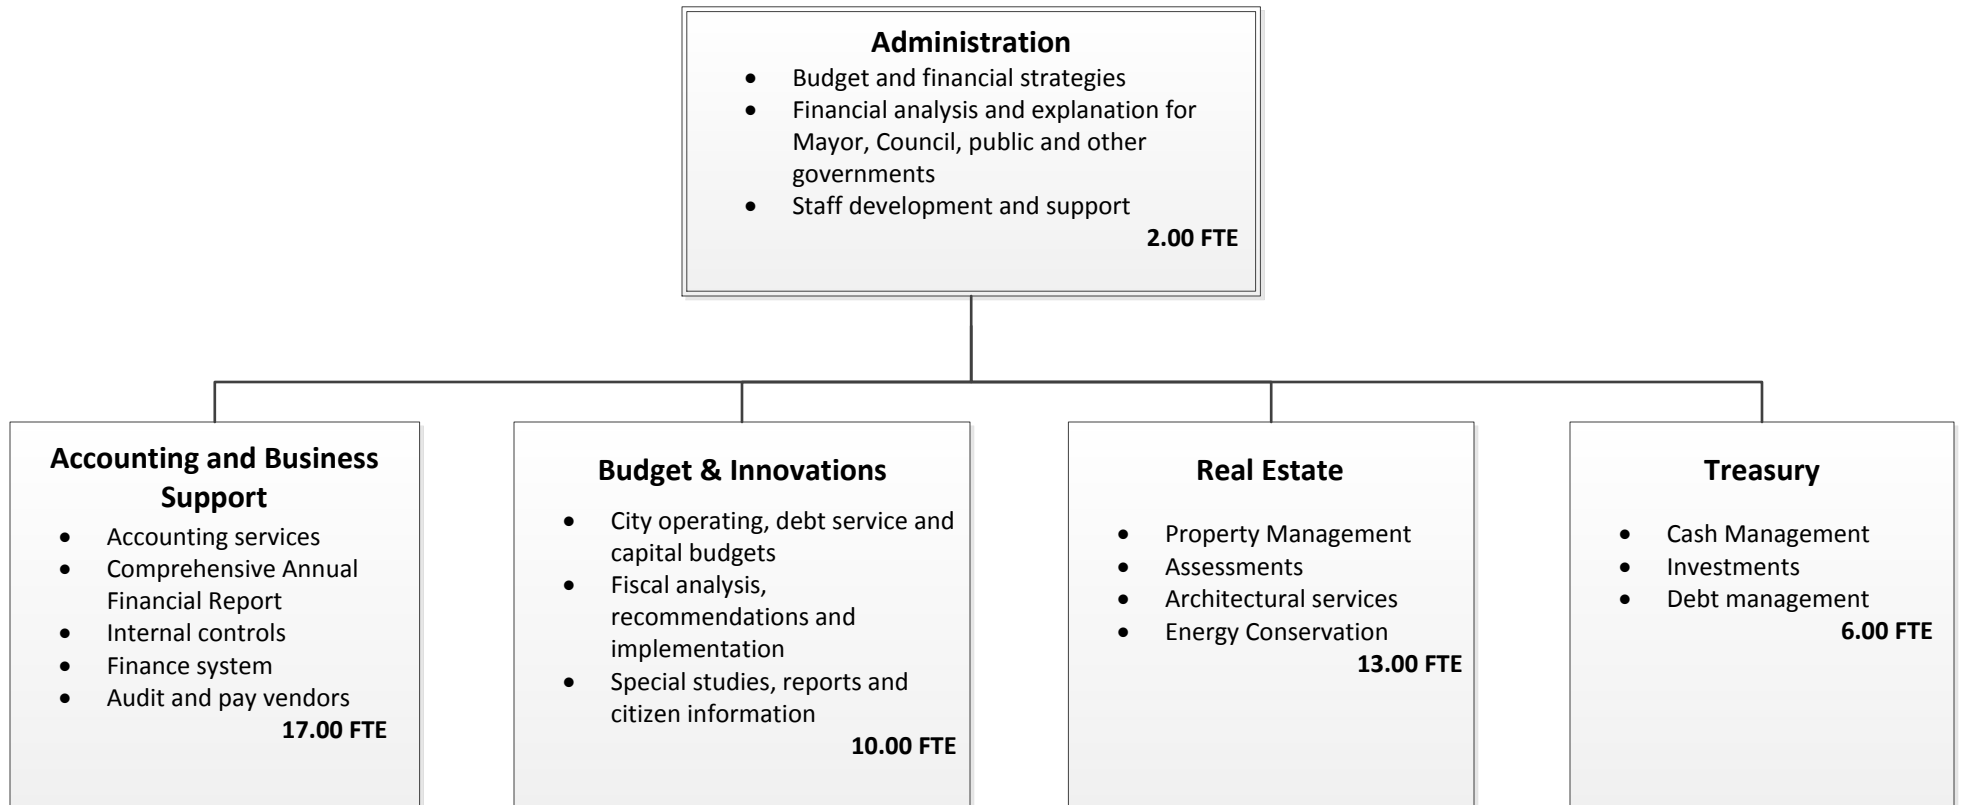 Administration
• Budget and financial strategies
• Financial analysis and explanation for
Mayor, Council, public and other
governments
• Staff development and support
2.00 FTE
Accounting and Business
Support
• Accounting services
• Comprehensive Annual
Financial Report
• Internal controls
• Finance system
• Audit and pay vendors
17.00 FTE
Budget & Innovations
• City operating, debt service and
capital budgets
• Fiscal analysis,
recommendations and
implementation
• Special studies, reports and
citizen information
10.00 FTE
Real Estate
• Property Management
• Assessments
• Architectural services
• Energy Conservation
13.00 FTE
Treasury
• Cash Management
• Investments
• Debt management
6.00 FTE